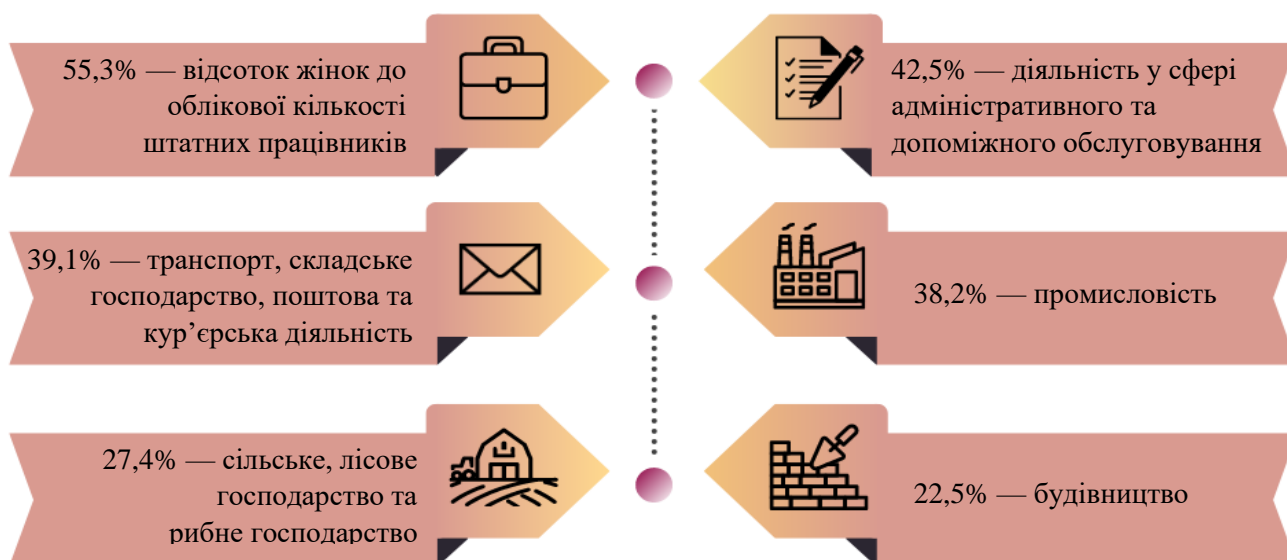 55,3% — відсоток жінок до
облікової кількості
штатних працівників
42,5% — діяльність у сфері
адміністративного та
допоміжного обслуговування
39,1% — транспорт, складське
господарство, поштова та
кур’єрська діяльність
38,2% — промисловість
27,4% — сільське, лісове
господарство та
рибне господарство
22,5% — будівництво